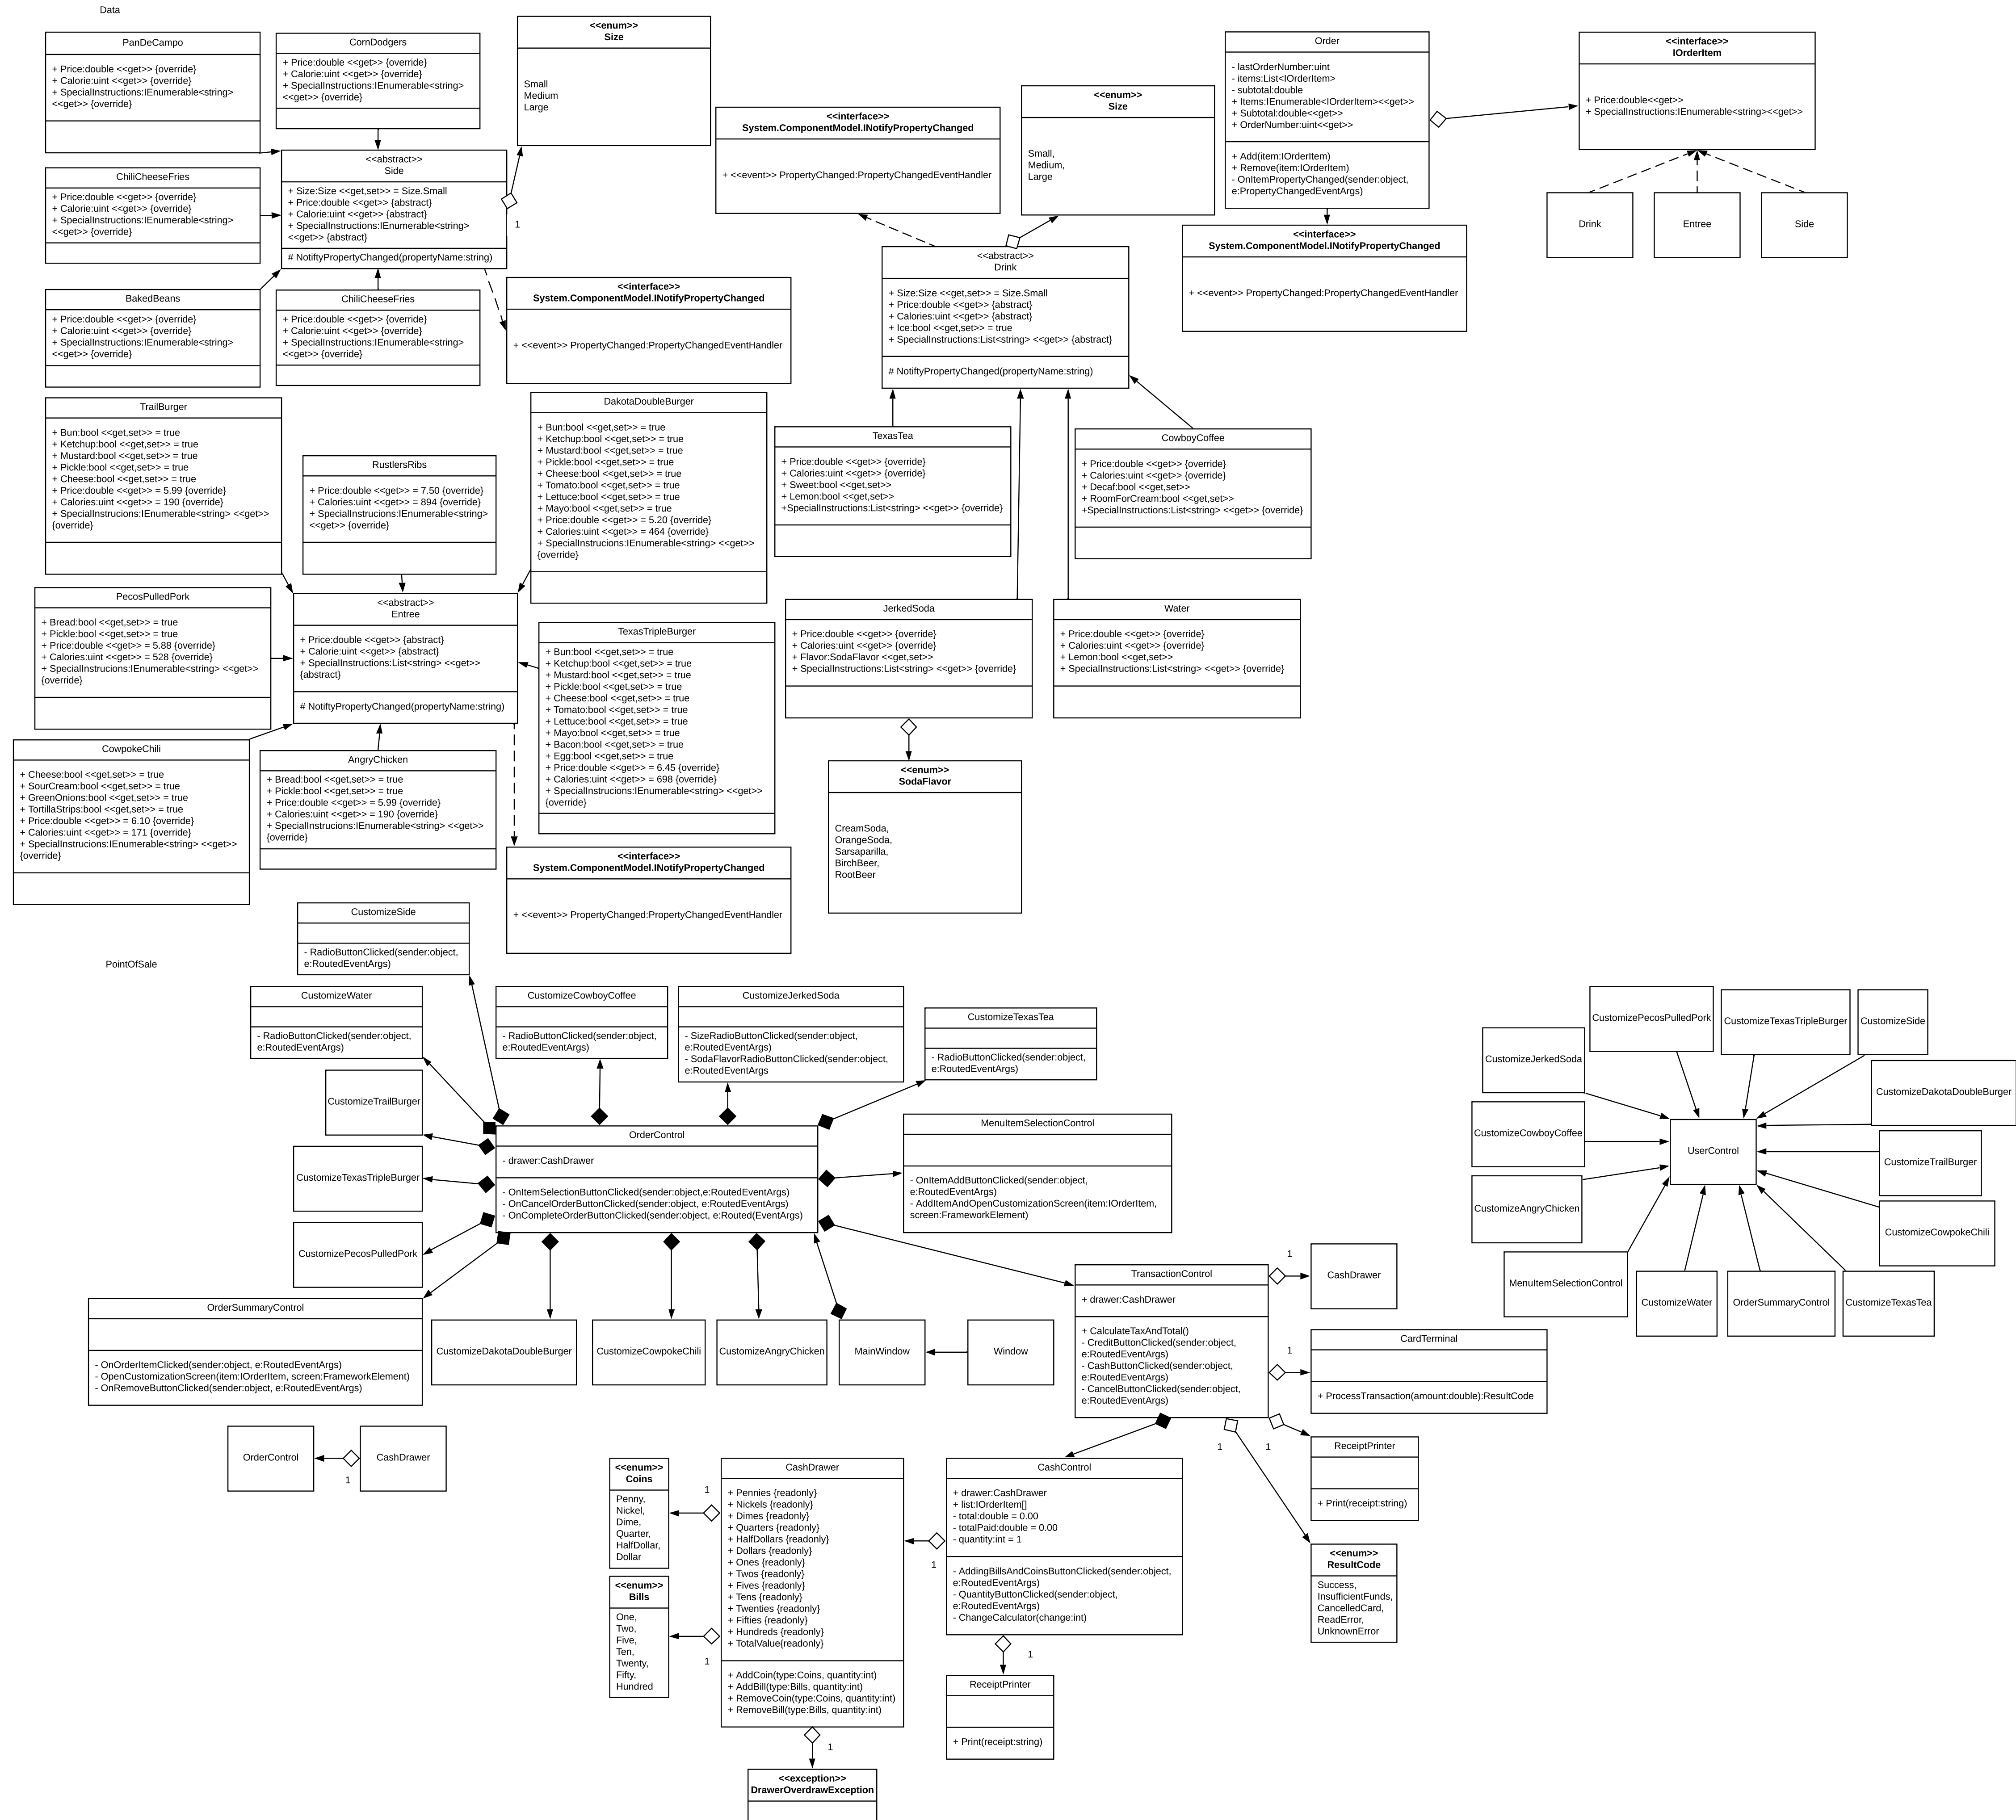 Data
PanDeCampo
+ Price:double <<get>> {override}
+ Calorie:uint <<get>> {override}
+ SpecialInstructions:IEnumerable<string>
<<get>> {override}
CornDodgers
+ Price:double <<get>> {override}
+ Calorie:uint <<get>> {override}
+ SpecialInstructions:IEnumerable<string>
<<get>> {override}
<<enum>>
Size
Small
Medium
Large
<<interface>>
System.ComponentModel.INotifyPropertyChanged
+ <<event>> PropertyChanged:PropertyChangedEventHandler
<<enum>>
Size
Small,
Medium,
Large
Order
- lastOrderNumber:uint
- items:List<IOrderItem>
- subtotal:double
+ Items:IEnumerable<IOrderItem><<get>>
+ Subtotal:double<<get>>
+ OrderNumber:uint<<get>>
+ Add(item:IOrderItem)
+ Remove(item:IOrderItem)
- OnItemPropertyChanged(sender:object,
e:PropertyChangedEventArgs)
<<interface>>
IOrderItem
+ Price:double<<get>>
+ SpecialInstructions:IEnumerable<string><<get>>
Drink
Entree
Side
<<interface>>
System.ComponentModel.INotifyPropertyChanged
+ <<event>> PropertyChanged:PropertyChangedEventHandler
ChiliCheeseFries
+ Price:double <<get>> {override}
+ Calorie:uint <<get>> {override}
+ SpecialInstructions:IEnumerable<string>
<<get>> {override}
<<abstract>>
Side
+ Size:Size <<get,set>> = Size.Small
+ Price:double <<get>> {abstract}
+ Calorie:uint <<get>> {abstract}
+ SpecialInstructions:IEnumerable<string>
<<get>> {abstract}
# NotiftyPropertyChanged(propertyName:string)
1
BakedBeans
+ Price:double <<get>> {override}
+ Calorie:uint <<get>> {override}
+ SpecialInstructions:IEnumerable<string>
<<get>> {override}
ChiliCheeseFries
+ Price:double <<get>> {override}
+ Calorie:uint <<get>> {override}
+ SpecialInstructions:IEnumerable<string>
<<get>> {override}
<<interface>>
System.ComponentModel.INotifyPropertyChanged
+ <<event>> PropertyChanged:PropertyChangedEventHandler
<<abstract>>
Drink
+ Size:Size <<get,set>> = Size.Small
+ Price:double <<get>> {abstract}
+ Calories:uint <<get>> {abstract}
+ Ice:bool <<get,set>> = true
+ SpecialInstructions:List<string> <<get>> {abstract}
# NotiftyPropertyChanged(propertyName:string)
TrailBurger
+ Bun:bool <<get,set>> = true
+ Ketchup:bool <<get,set>> = true
+ Mustard:bool <<get,set>> = true
+ Pickle:bool <<get,set>> = true
+ Cheese:bool <<get,set>> = true
+ Price:double <<get>> = 5.99 {override}
+ Calories:uint <<get>> = 190 {override}
+ SpecialInstrucions:IEnumerable<string> <<get>>
{override}
RustlersRibs
+ Price:double <<get>> = 7.50 {override}
+ Calories:uint <<get>> = 894 {override}
+ SpecialInstrucions:IEnumerable<string>
<<get>> {override}
DakotaDoubleBurger
+ Bun:bool <<get,set>> = true
+ Ketchup:bool <<get,set>> = true
+ Mustard:bool <<get,set>> = true
+ Pickle:bool <<get,set>> = true
+ Cheese:bool <<get,set>> = true
+ Tomato:bool <<get,set>> = true
+ Lettuce:bool <<get,set>> = true
+ Mayo:bool <<get,set>> = true
+ Price:double <<get>> = 5.20 {override}
+ Calories:uint <<get>> = 464 {override}
+ SpecialInstrucions:IEnumerable<string> <<get>>
{override}
TexasTea
+ Price:double <<get>> {override}
+ Calories:uint <<get>> {override}
+ Sweet:bool <<get,set>>
+ Lemon:bool <<get,set>>
+SpecialInstructions:List<string> <<get>> {override}
CowboyCoffee
+ Price:double <<get>> {override}
+ Calories:uint <<get>> {override}
+ Decaf:bool <<get,set>>
+ RoomForCream:bool <<get,set>>
+SpecialInstructions:List<string> <<get>> {override}
PecosPulledPork
+ Bread:bool <<get,set>> = true
+ Pickle:bool <<get,set>> = true
+ Price:double <<get>> = 5.88 {override}
+ Calories:uint <<get>> = 528 {override}
+ SpecialInstrucions:IEnumerable<string> <<get>>
{override}
<<abstract>>
Entree
+ Price:double <<get>> {abstract}
+ Calorie:uint <<get>> {abstract}
+ SpecialInstructions:List<string> <<get>>
{abstract}
# NotiftyPropertyChanged(propertyName:string)
TexasTripleBurger
+ Bun:bool <<get,set>> = true
+ Ketchup:bool <<get,set>> = true
+ Mustard:bool <<get,set>> = true
+ Pickle:bool <<get,set>> = true
+ Cheese:bool <<get,set>> = true
+ Tomato:bool <<get,set>> = true
+ Lettuce:bool <<get,set>> = true
+ Mayo:bool <<get,set>> = true
+ Bacon:bool <<get,set>> = true
+ Egg:bool <<get,set>> = true
+ Price:double <<get>> = 6.45 {override}
+ Calories:uint <<get>> = 698 {override}
+ SpecialInstrucions:IEnumerable<string> <<get>>
{override}
JerkedSoda
+ Price:double <<get>> {override}
+ Calories:uint <<get>> {override}
+ Flavor:SodaFlavor <<get,set>>
+ SpecialInstructions:List<string> <<get>> {override}
Water
+ Price:double <<get>> {override}
+ Calories:uint <<get>> {override}
+ Lemon:bool <<get,set>>
+ SpecialInstructions:List<string> <<get>> {override}
CowpokeChili
+ Cheese:bool <<get,set>> = true
+ SourCream:bool <<get,set>> = true
+ GreenOnions:bool <<get,set>> = true
+ TortillaStrips:bool <<get,set>> = true
+ Price:double <<get>> = 6.10 {override}
+ Calories:uint <<get>> = 171 {override}
+ SpecialInstrucions:IEnumerable<string> <<get>>
{override}
AngryChicken
+ Bread:bool <<get,set>> = true
+ Pickle:bool <<get,set>> = true
+ Price:double <<get>> = 5.99 {override}
+ Calories:uint <<get>> = 190 {override}
+ SpecialInstrucions:IEnumerable<string> <<get>>
{override}
<<enum>>
SodaFlavor
CreamSoda,
OrangeSoda,
Sarsaparilla,
BirchBeer,
RootBeer
<<interface>>
System.ComponentModel.INotifyPropertyChanged
+ <<event>> PropertyChanged:PropertyChangedEventHandler
PointOfSale
CustomizeSide
- RadioButtonClicked(sender:object,
e:RoutedEventArgs)
CustomizeWater
- RadioButtonClicked(sender:object,
e:RoutedEventArgs)
CustomizeCowboyCoffee
- RadioButtonClicked(sender:object,
e:RoutedEventArgs)
CustomizeJerkedSoda
- SizeRadioButtonClicked(sender:object,
e:RoutedEventArgs)
- SodaFlavorRadioButtonClicked(sender:object,
e:RoutedEventArgs
CustomizeTexasTea
- RadioButtonClicked(sender:object,
e:RoutedEventArgs)
CustomizeTrailBurger
CustomizeTexasTripleBurger
CustomizePecosPulledPork
OrderControl
- drawer:CashDrawer
- OnItemSelectionButtonClicked(sender:object,e:RoutedEventArgs)
- OnCancelOrderButtonClicked(sender:object, e:RoutedEventArgs)
- OnCompleteOrderButtonClicked(sender:object, e:Routed(EventArgs)
MenuItemSelectionControl
- OnItemAddButtonClicked(sender:object,
e:RoutedEventArgs)
- AddItemAndOpenCustomizationScreen(item:IOrderItem,
screen:FrameworkElement)
OrderSummaryControl
- OnOrderItemClicked(sender:object, e:RoutedEventArgs)
- OpenCustomizationScreen(item:IOrderItem, screen:FrameworkElement)
- OnRemoveButtonClicked(sender:object, e:RoutedEventArgs)
CustomizeDakotaDoubleBurger
CustomizeCowpokeChili
CustomizeAngryChicken
MainWindow
Window
TransactionControl
+ drawer:CashDrawer
+ CalculateTaxAndTotal()
- CreditButtonClicked(sender:object,
e:RoutedEventArgs)
- CashButtonClicked(sender:object,
e:RoutedEventArgs)
- CancelButtonClicked(sender:object,
e:RoutedEventArgs)
1
CashDrawer
1
CardTerminal
+ ProcessTransaction(amount:double):ResultCode
1
1
ReceiptPrinter
+ Print(receipt:string)
<<enum>>
ResultCode
Success,
InsufficientFunds,
CancelledCard,
ReadError,
UnknownError
CustomizePecosPulledPork
CustomizeTexasTripleBurger
CustomizeSide
CustomizeJerkedSoda
CustomizeDakotaDoubleBurger
CustomizeCowboyCoffee
UserControl
CustomizeTrailBurger
CustomizeAngryChicken
CustomizeCowpokeChili
MenuItemSelectionControl
CustomizeWater
OrderSummaryControl
CustomizeTexasTea
OrderControl
1
CashDrawer
<<enum>>
Coins
Penny,
Nickel,
Dime,
Quarter,
HalfDollar,
Dollar
1
<<enum>>
Bills
One,
Two,
Five,
Ten,
Twenty,
Fifty,
Hundred
1
CashDrawer
+ Pennies {readonly}
+ Nickels {readonly}
+ Dimes {readonly}
+ Quarters {readonly}
+ HalfDollars {readonly}
+ Dollars {readonly}
+ Ones {readonly}
+ Twos {readonly}
+ Fives {readonly}
+ Tens {readonly}
+ Twenties {readonly}
+ Fifties {readonly}
+ Hundreds {readonly}
+ TotalValue{readonly}
+ AddCoin(type:Coins, quantity:int)
+ AddBill(type:Bills, quantity:int)
+ RemoveCoin(type:Coins, quantity:int)
+ RemoveBill(type:Bills, quantity:int)
1
CashControl
+ drawer:CashDrawer
+ list:IOrderItem[]
- total:double = 0.00
- totalPaid:double = 0.00
- quantity:int = 1
- AddingBillsAndCoinsButtonClicked(sender:object,
e:RoutedEventArgs)
- QuantityButtonClicked(sender:object,
e:RoutedEventArgs)
- ChangeCalculator(change:int)
1
ReceiptPrinter
+ Print(receipt:string)
1
<<exception>>
DrawerOverdrawException